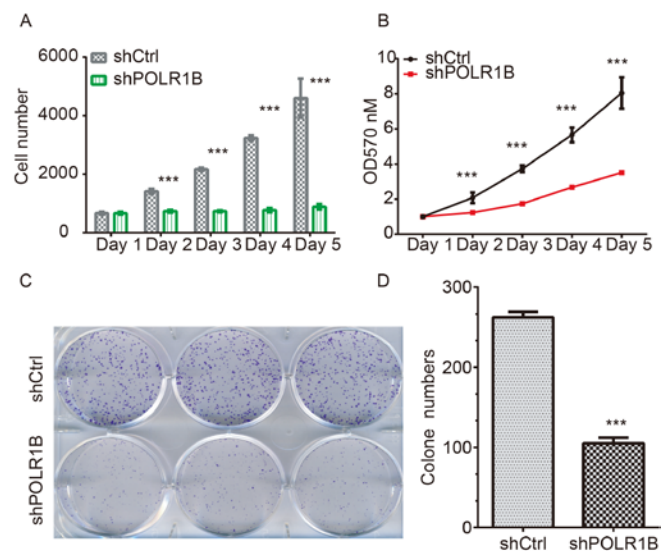 A
shCtrl
shPOLR1B
6000
4000
2000
0
Cell number
***
***
***
***
Day 1 Day 2 Day 3 Day 4 Day 5
B
shCtrl
shPOLR1B
10
8
6
4
2
0
OD570 nM
***
***
***
***
Day 1 Day 2 Day 3 Day 4 Day 5
C
shCtrl
shPOLR1B
D
300
200
100
0
Colone numbers
***
shCtrl
shPOLR1B